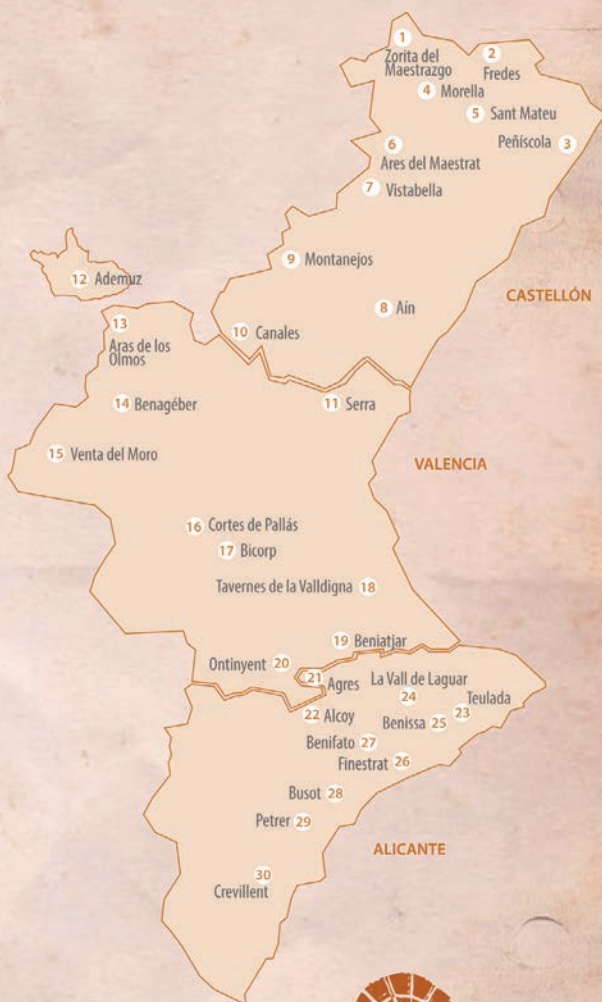 1
Zorita del
Maestrazgo
2
Fredes
4 Morella
5 Sant Mateu
Peñíscola 3
6
Ares del Maestrat
7 Vistabella
9 Montanejos
12 Ademuz
CASTELLÓN
8 Aín
13
Aras de los
Olmos
10 Canales
14 Benagéber
11 Serra
15 Venta del Moro
VALENCIA
16 Cortes de Pallás
17 Bicorp
Tavernes de la Valldigna 18
19 Beniatjar
Ontinyent 20
21
Agres
La Vall de Laguar
24
Teulada
23
22 Alcoy
Benissa 25
Benifato 27
Finestrat 26
Busot 28
Petrer 29
ALICANTE
30
Crevillent